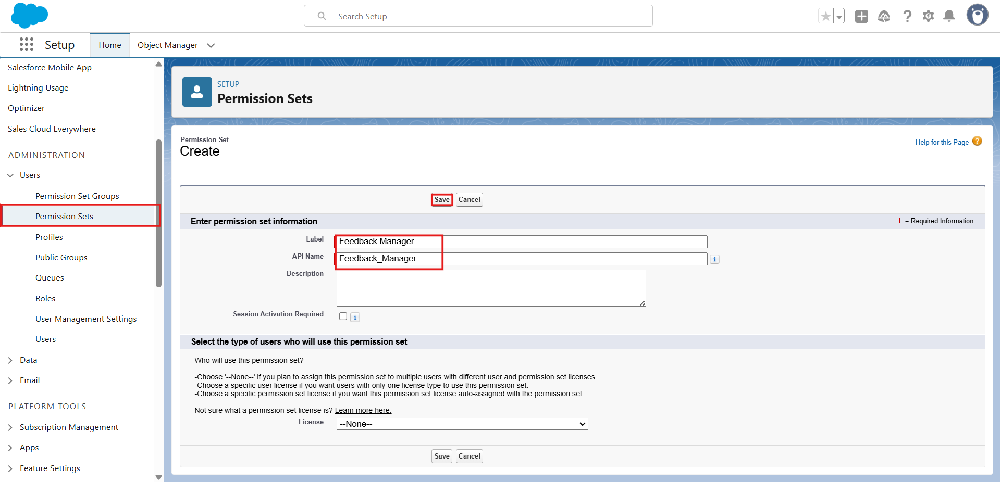 Search Setup
Setup
Home
Object Manager
Salesforce Mobile App
Lightning Usage
Optimizer
Sales Cloud Everywhere
ADMINISTRATION
Users
Permission Set Groups
Permission Sets
Profiles
Public Groups
Queues
Roles
User Management Settings
Users
Data
Email
PLATFORM TOOLS
Subscription Management
Apps
Feature Settings
SETUP
Permission Sets
Permission Set
Create
Help for this Page ?
Save Cancel
Enter permission set information
= Required Information
Label Feedback Manager
API Name Feedback_Manager i
Description
Session Activation Required i
Select the type of users who will use this permission set
Who will use this permission set?
-Choose '--None--' if you plan to assign this permission set to multiple users with different user and permission set licenses.
-Choose a specific user license if you want users with only one license type to use this permission set.
-Choose a specific permission set license if you want this permission set license auto-assigned with the permission set.
Not sure what a permission set license is? Learn more here.
License --None--
Save Cancel